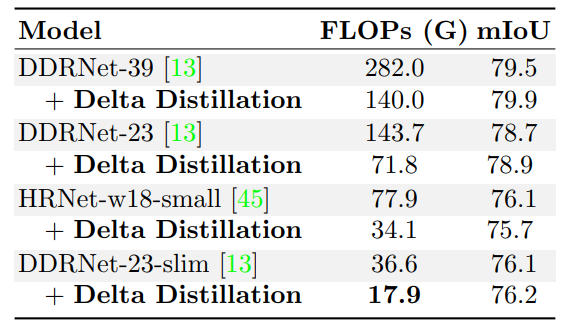 Model FLOPs (G) mIoU
DDRNet-39 [13] 282.0 79.5
+ Delta Distillation 140.0 79.9
DDRNet-23 [13] 143.7 78.7
+ Delta Distillation 71.8 78.9
HRNet-w18-small [45] 77.9 76.1
+ Delta Distillation 34.1 75.7
DDRNet-23-slim [13] 36.6 76.1
+ Delta Distillation 17.9 76.2